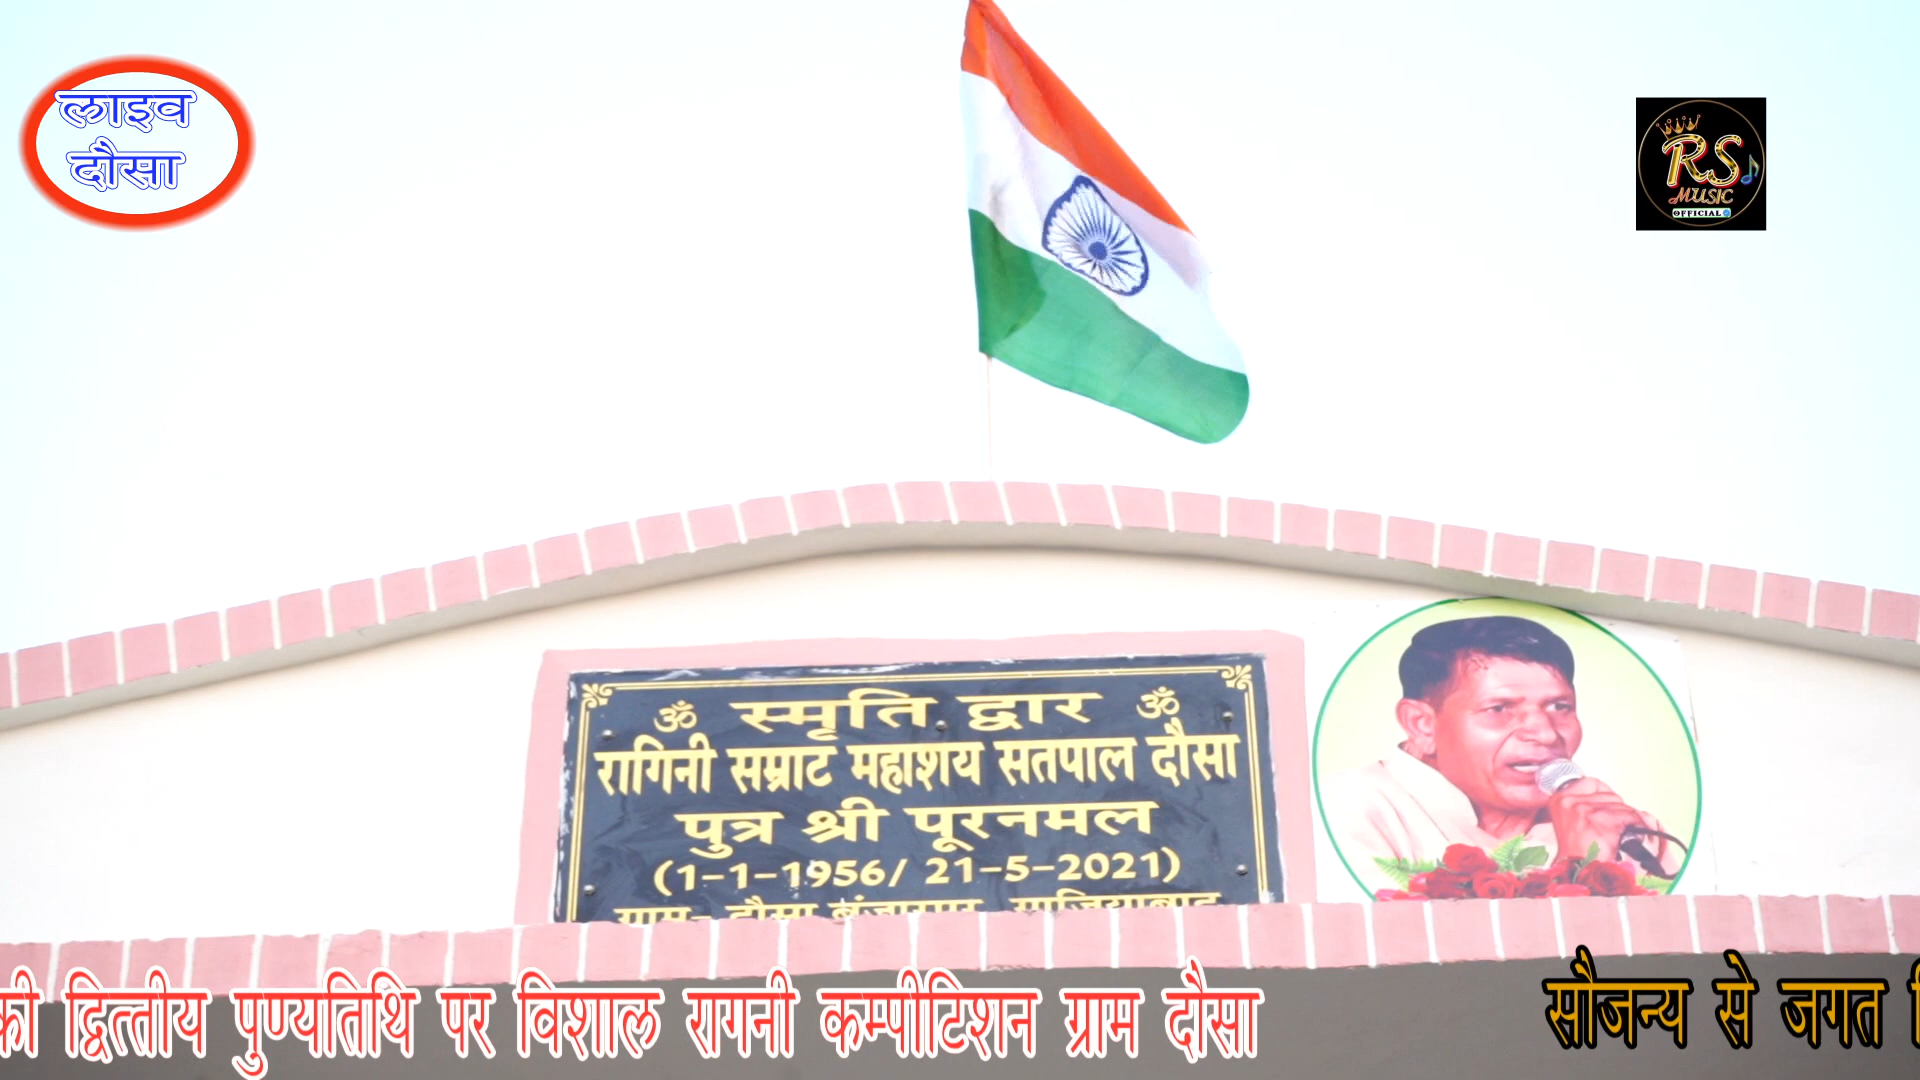 लाइव
दौसा
RS
MUSIC
OFFICIAL
ॐ स्मृति द्वार ॐ
रागिनी सम्राट महाशय सतपाल दौसा
पुत्र श्री पूरनमल
(1-1-1956/ 21-5-2021)
ग्राम- दौसा बंजारपुर, गाजियाबाद
की द्वित्तीय पुण्यतिथि पर विशाल रागनी कम्पीटिशन ग्राम दौसा
सौजन्य से जगत